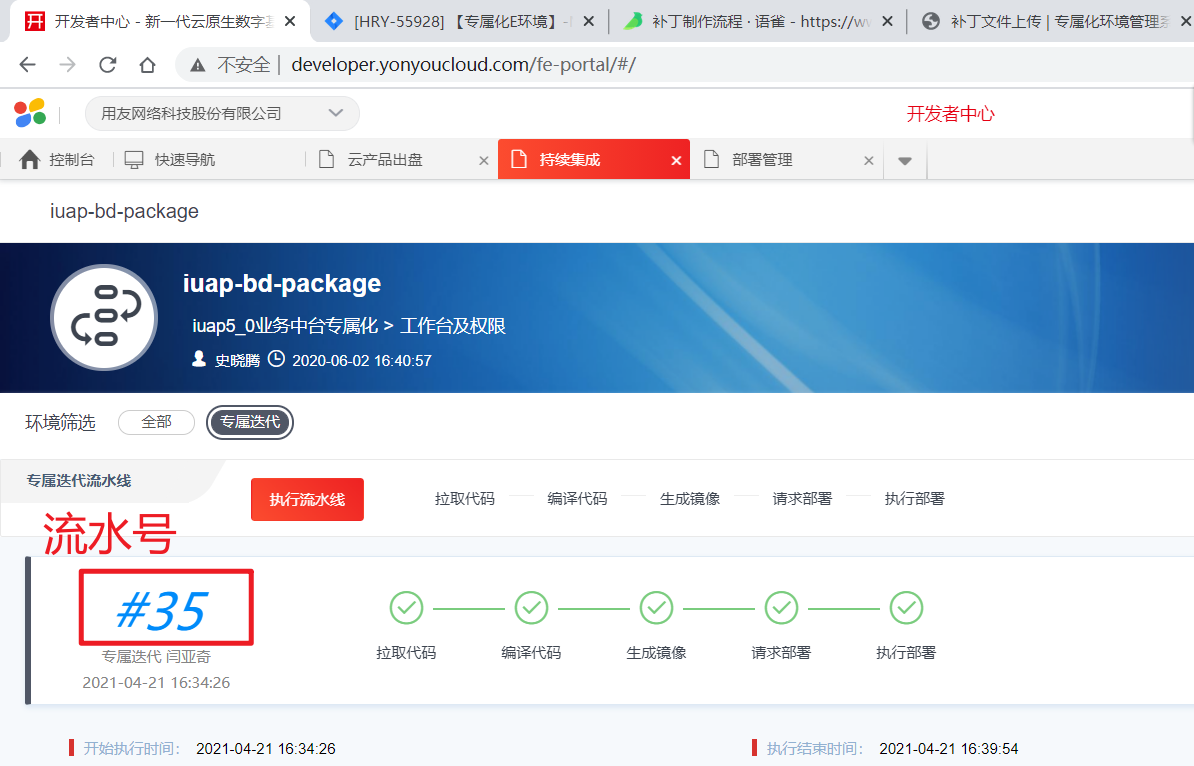 开 开发者中心 - 新一代云原生数字基 [HRY-55928] 【专属化E环境】- 补丁制作流程 · 语雀 - https://ww 补丁文件上传 | 专属化环境管理系
不安全 developer.yonyoucloud.com/fe-portal/#/
用友网络科技股份有限公司 开发者中心
控制台 快速导航 云产品出盘 持续集成 部署管理
iuap-bd-package
iuap-bd-package
iuap5_0业务中台专属化 > 工作台及权限
史晓腾 2020-06-02 16:40:57
环境筛选 全部 专属迭代
专属迭代流水线 执行流水线 拉取代码 编译代码 生成镜像 请求部署 执行部署
流水号
#35
拉取代码 编译代码 生成镜像 请求部署 执行部署
专属迭代 闫亚奇
2021-04-21 16:34:26
开始执行时间： 2021-04-21 16:34:26 执行结束时间： 2021-04-21 16:39:54